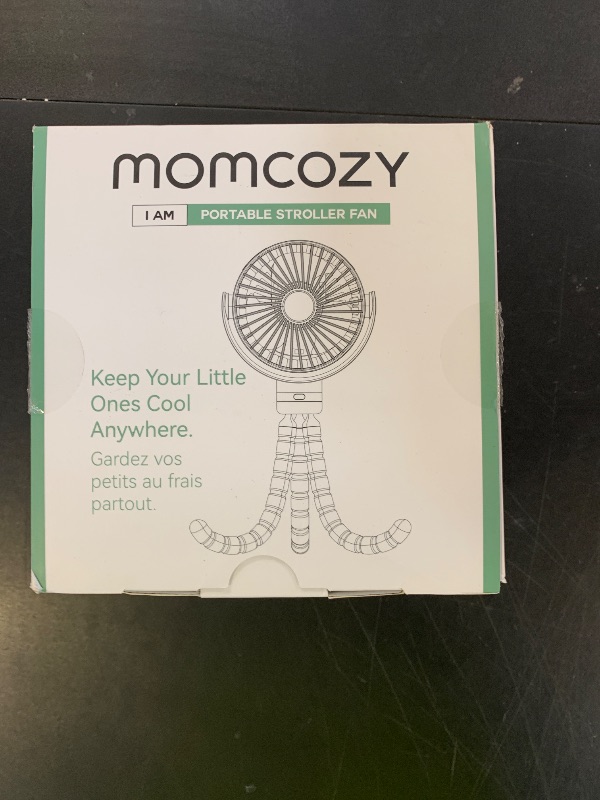 momcozy
I AM PORTABLE STROLLER FAN
Keep Your Little
Ones Cool
Anywhere.
Gardez vos
petits au frais
partout.